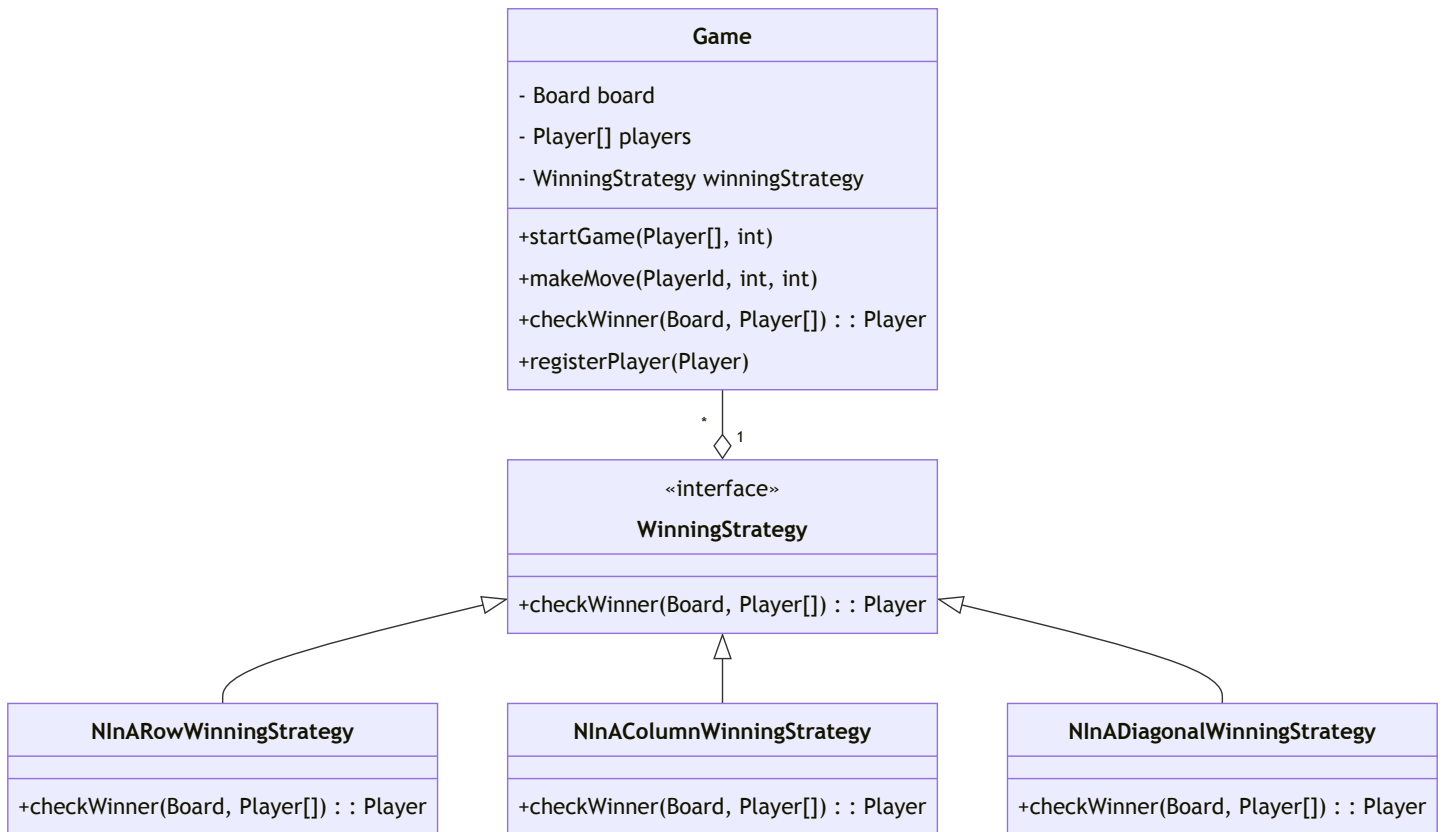 Game
- Board board
- Player[] players
- WinningStrategy winningStrategy
+startGame(Player[], int)
+makeMove(PlayerId, int, int)
+checkWinner(Board, Player[]) : : Player
+registerPlayer(Player)
*
1
«interface»
WinningStrategy
+checkWinner(Board, Player[]) : : Player
NInARowWinningStrategy
+checkWinner(Board, Player[]) : : Player
NInAColumnWinningStrategy
+checkWinner(Board, Player[]) : : Player
NInADiagonalWinningStrategy
+checkWinner(Board, Player[]) : : Player